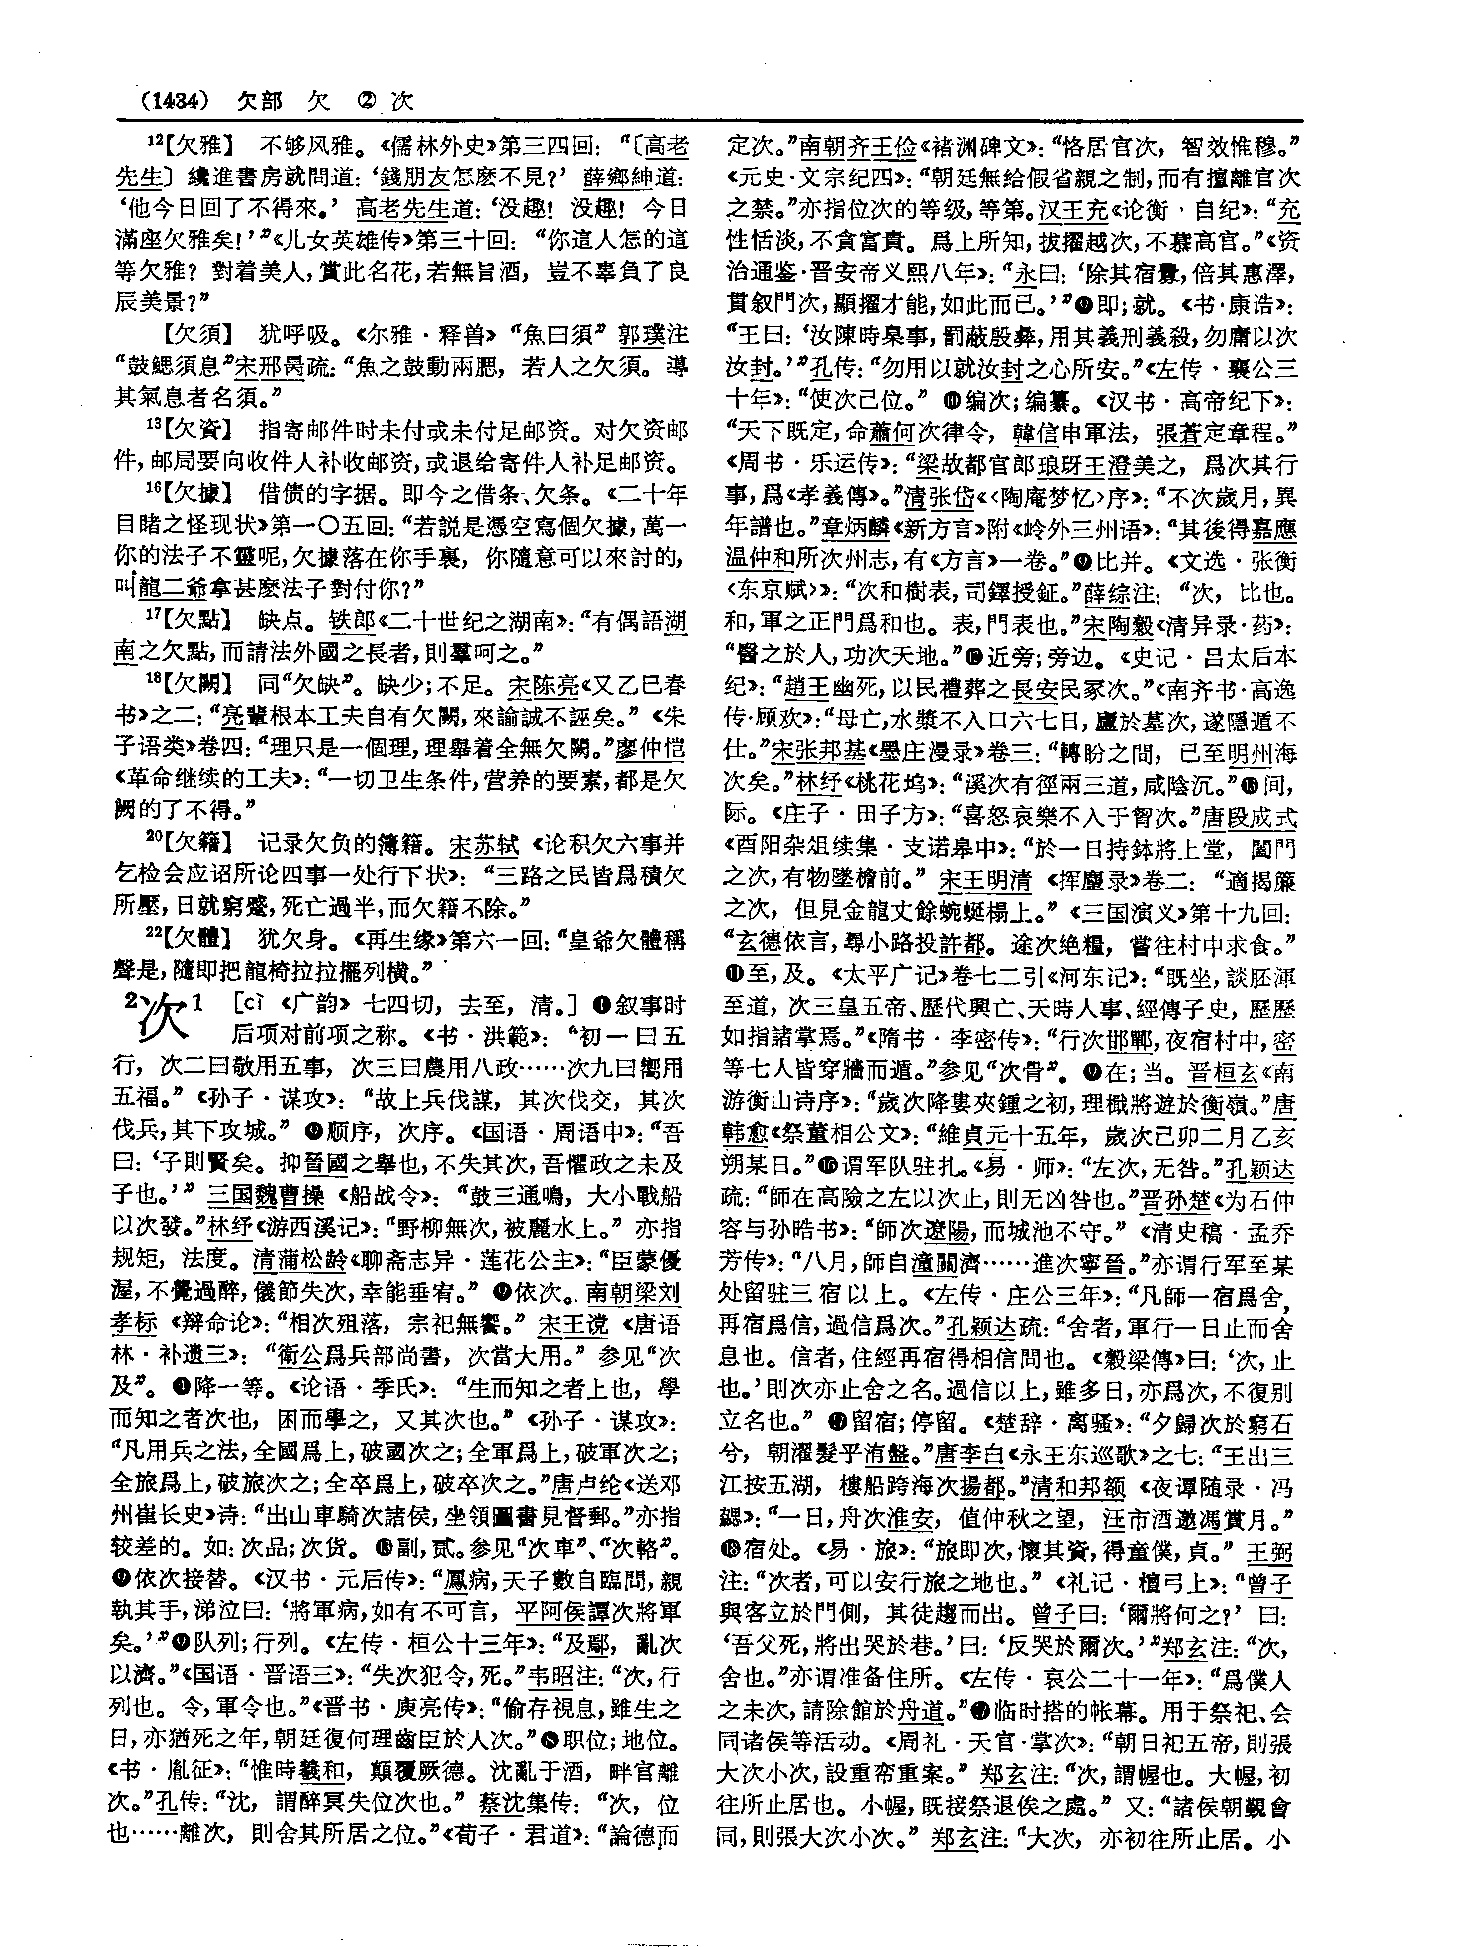 （1434） 欠部 欠 ② 次
12【欠雅】 不够风雅。《儒林外史》第三四回：“〔高老
先生〕纔進書房就問道：‘錢朋友怎麽不見？’ 薛鄉紳道：
‘他今日回了不得來。’ 高老先生道：‘没趣！没趣！今日
滿座欠雅矣！’”《儿女英雄传》第三十回：“你這人怎的這
等欠雅？對着美人，賞此名花，若無旨酒，豈不辜負了良
辰美景？”
【欠須】 犹呼吸。《尔雅·释兽》“魚曰須” 郭璞注
“鼓鰓須息”宋邢昺疏：“魚之鼓動兩腮，若人之欠須。導
其氣息者名須。”
13【欠資】 指寄邮件时未付或未付足邮资。对欠资邮
件，邮局要向收件人补收邮资，或退给寄件人补足邮资。
16【欠據】 借债的字据。即今之借条、欠条。《二十年
目睹之怪现状》第一〇五回：“若説是憑空寫個欠據，萬一
你的法子不靈呢，欠據落在你手裏，你隨意可以來討的，
叫龍二爺拿甚麽法子對付你？”
17【欠點】 缺点。铁郎《二十世纪之湖南》：“有偶語湖
南之欠點，而請法外國之長者，則羣呵之。”
18【欠闕】 同“欠缺”。缺少；不足。宋陈亮《又乙巳春
书》之二：“亮輩根本工夫自有欠闕，來諭誠不誣矣。”《朱
子语类》卷四：“理只是一個理，理舉着全無欠闕。”廖仲恺
《革命继续的工夫》：“一切卫生条件，营养的要素，都是欠
闕的了不得。”
20【欠籍】 记录欠负的簿籍。宋苏轼《论积欠六事并
乞检会应诏所论四事一处行下状》：“三路之民皆爲積欠
所壓，日就窮蹙，死亡過半，而欠籍不除。”
22【欠體】 犹欠身。《再生缘》第六一回：“皇爺欠體稱
聲是，隨即把龍椅拉拉擺列横。”
2次1 ［cì 《广韵》七四切，去至，清。］ ❶叙事时
后项对前项之称。《书·洪範》：“初一曰五
行，次二曰敬用五事，次三曰農用八政……次九曰嚮用
五福。”《孙子·谋攻》：“故上兵伐謀，其次伐交，其次
伐兵，其下攻城。” ❷顺序，次序。《国语·周语中》：“吾
曰：‘子則賢矣。抑晉國之舉也，不失其次，吾懼政之未及
子也。’” 三国魏曹操《船战令》：“鼓三通鳴，大小戰船
以次發。”林纾《游西溪记》：“野柳無次，被麗水上。” 亦指
规矩，法度。清蒲松龄《聊斋志异·莲花公主》：“臣蒙優
渥，不覺過醉，儀節失次，幸能垂宥。” ❸依次。南朝梁刘
孝标《辩命论》：“相次殂落，宗祀無饗。” 宋王谠《唐语
林·补遗三》：“衛公爲兵部尚書，次當大用。” 参见“次
及”。 ❹降一等。《论语·季氏》：“生而知之者上也，學
而知之者次也，困而學之，又其次也。”《孙子·谋攻》：
“凡用兵之法，全國爲上，破國次之；全軍爲上，破軍次之；
全旅爲上，破旅次之；全卒爲上，破卒次之。”唐卢纶《送邓
州崔长史》诗：“出山車騎次諸侯，坐領圖書見督郵。”亦指
较差的。如：次品；次货。 ❺副，贰。参见“次車”、“次輅”。
❻依次接替。《汉书·元后传》：“鳳病，天子數自臨問，親
執其手，涕泣曰：‘將軍病，如有不可言，平阿侯譚次將軍
矣。’”❼队列；行列。《左传·桓公十三年》：“及鄢，亂次
以濟。”《国语·晋语三》：“失次犯令，死。”韦昭注：“次，行
列也。令，軍令也。”《晋书·庾亮传》：“偷存視息，雖生之
日，亦猶死之年，朝廷復何理齒臣於人次。”❽职位；地位。
《书·胤征》：“惟時羲和，顛覆厥德。沈亂于酒，畔官離
次。”孔传：“沈，謂醉冥失位次也。” 蔡沈集传：“次，位
也……離次，則舍其所居之位。”《荀子·君道》：“論德而
定次。”南朝齐王俭《褚渊碑文》：“恪居官次，智效惟穆。”
《元史·文宗纪四》：“朝廷無給假省親之制，而有擅離官次
之禁。”亦指位次的等级，等第。汉王充《论衡·自纪》：“充
性恬淡，不貪富貴。爲上所知，拔擢越次，不慕高官。”《资
治通鉴·晋安帝义熙八年》：“永曰：‘除其宿釁，倍其惠澤，
貫叙門次，顯擢才能，如此而已。’”❾即；就。《书·康浩》：
“王曰：‘汝陳時臬事，罰蔽殷彝，用其義刑義殺，勿庸以次
汝封。’”孔传：“勿用以就汝封之心所安。”《左传·襄公三
十年》：“使次己位。” ❿编次；编纂。《汉书·高帝纪下》：
“天下既定，命蕭何次律令，韓信申軍法，張蒼定章程。”
《周书·乐运传》：“梁故都官郎琅玡王澄美之，爲次其行
事，爲《孝義傳》。”清张岱《〈陶庵梦忆〉序》：“不次歲月，異
年譜也。”章炳麟《新方言》附《岭外三州语》：“其後得嘉應
温仲和所次州志，有《方言》一卷。”⓫比并。《文选·张衡
〈东京赋〉》：“次和樹表，司鐸授鉦。”薛综注：“次，比也。
和，軍之正門爲和也。表，門表也。”宋陶穀《清异录·药》：
“醫之於人，功次天地。”⓬近旁；旁边。《史记·吕太后本
纪》：“趙王幽死，以民禮葬之長安民冢次。”《南齐书·高逸
传·顾欢》：“母亡，水漿不入口六七日，廬於墓次，遂隱遁不
仕。”宋张邦基《墨庄漫录》卷三：“轉盼之間，已至明州海
次矣。”林纾《桃花坞》：“溪次有徑兩三道，咸陰沉。”⓭间，
际。《庄子·田子方》：“喜怒哀樂不入于胷次。”唐段成式
《酉阳杂俎续集·支诺皋中》：“於一日持鉢將上堂，闔門
之次，有物墜檐前。” 宋王明清《挥麈录》卷二：“適揭簾
之次，但見金龍丈餘蜿蜒榻上。”《三国演义》第十九回：
“玄德依言，尋小路投許都。途次绝糧，嘗往村中求食。”
⓮至，及。《太平广记》卷七二引《河东记》：“既坐，談胚渾
至道，次三皇五帝、歷代興亡、天時人事、經傳子史，歷歷
如指諸掌焉。”《隋书·李密传》：“行次邯鄲，夜宿村中，密
等七人皆穿牆而遁。”参见“次骨”。 ⓯在；当。晋桓玄《南
游衡山诗序》：“歲次降婁夾鍾之初，理檝將遊於衡嶺。”唐
韩愈《祭董相公文》：“維貞元十五年，歲次己卯二月乙亥
朔某日。”⓰谓军队驻扎。《易·师》：“左次，无咎。”孔颖达
疏：“師在高險之左以次止，則无凶咎也。”晋孙楚《为石仲
容与孙晧书》：“師次遼陽，而城池不守。”《清史稿·孟乔
芳传》：“八月，師自潼關濟……進次寧晉。”亦谓行军至某
处留驻三宿以上。《左传·庄公三年》：“凡師一宿爲舍，
再宿爲信，過信爲次。”孔颖达疏：“舍者，軍行一日止而舍
息也。信者，住經再宿得相信問也。《穀梁傳》曰：‘次，止
也。’則次亦止舍之名。過信以上，雖多日，亦爲次，不復别
立名也。” ⓱留宿；停留。《楚辞·离骚》：“夕歸次於窮石
兮，朝濯髮乎洧盤。”唐李白《永王东巡歌》之七：“王出三
江按五湖，樓船跨海次揚都。”清和邦额《夜谭随录·冯
勰》：“一日，舟次淮安，值仲秋之望，汪市酒邀馮賞月。”
⓲宿处。《易·旅》：“旅即次，懷其資，得童僕，貞。” 王弼
注：“次者，可以安行旅之地也。”《礼记·檀弓上》：“曾子
與客立於門側，其徒趨而出。曾子曰：‘爾將何之？’ 曰：
‘吾父死，將出哭於巷。’曰：‘反哭於爾次。’”郑玄注：“次，
舍也。”亦谓准备住所。《左传·哀公二十一年》：“爲僕人
之未次，請除館於舟道。”⓳临时搭的帐幕。用于祭祀、会
同诸侯等活动。《周礼·天官·掌次》：“朝日祀五帝，則張
大次小次，設重帟重案。” 郑玄注：“次，謂幄也。大幄，初
往所止居也。小幄，既接祭退俟之處。” 又：“諸侯朝覲會
同，則張大次小次。” 郑玄注：“大次，亦初往所止居。小